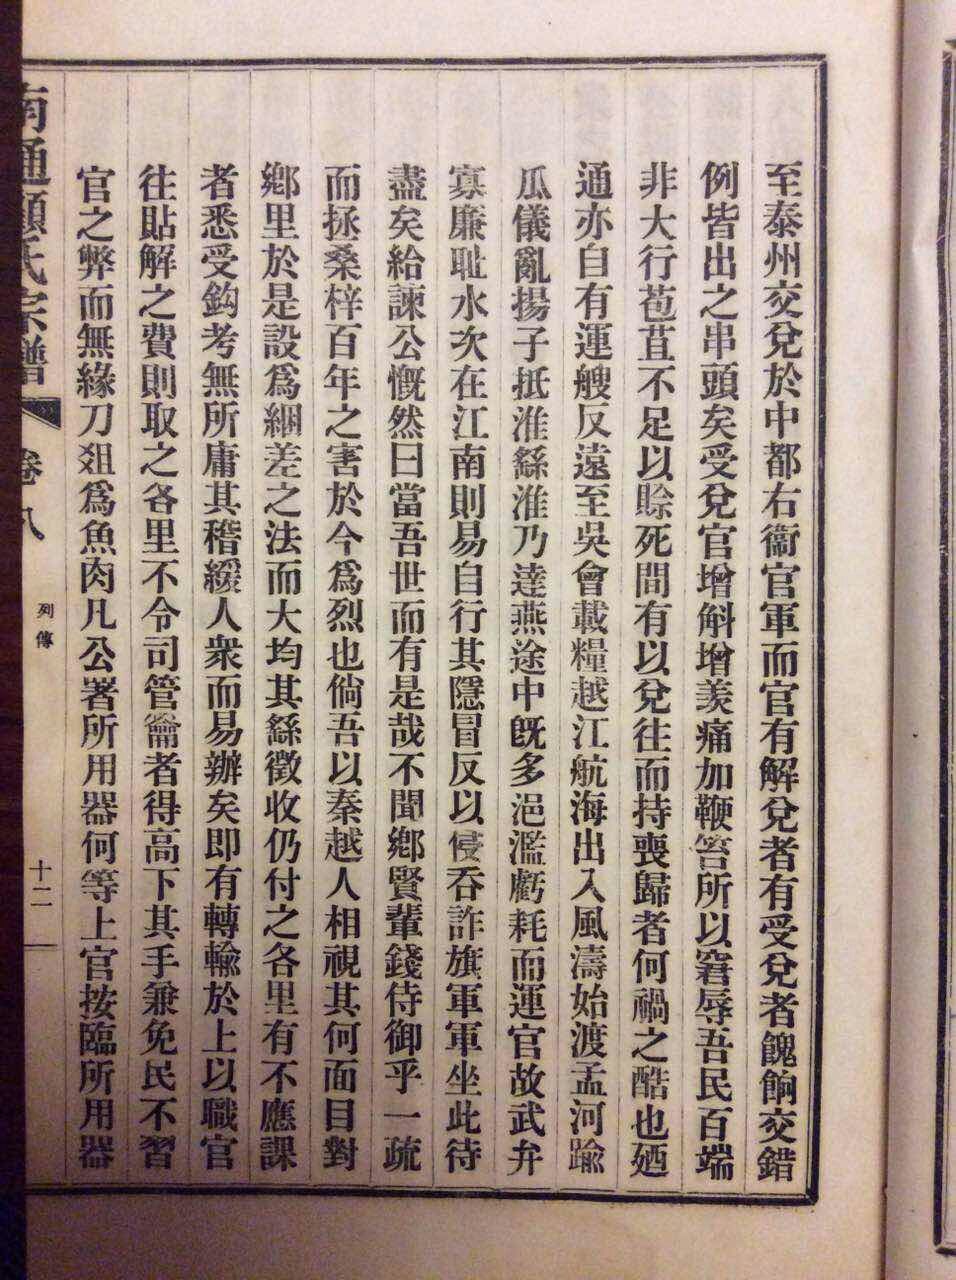 至泰州交兌於中都右衞官軍而官有解兌者有受兌者餽餉交錯
例皆出之串頭矣受兌官增斛增羨痛加鞭笞所以窘辱吾民百端
非大行苞苴不足以賒死間有以兌往而持喪歸者何禍之酷也廼
通亦自有運艘反遠至吳會載糧越江航海出入風濤始渡孟河踰
瓜儀亂揚子抵淮繇淮乃達燕途中旣多浥濫虧耗而運官故武弁
寡廉耻水次在江南則易自行其隱冒反以侵吞詐旗軍軍坐此待
盡矣給諫公慨然曰當吾世而有是哉不聞鄉賢輩錢侍御乎一疏
而拯桑梓百年之害於今爲烈也倘吾以秦越人相視其何面目對
鄉里於是設爲綑差之法而大均其繇徵收仍付之各里有不應課
者悉受鈎考無所庸其稽緩人衆而易辦矣即有轉輸於上以職官
往貼解之費則取之各里不令司管籥者得高下其手兼免民不習
官之弊而無緣刀爼爲魚肉凡公署所用器何等上官按臨所用器
南通顧氏宗譜 卷八 列傳 十二